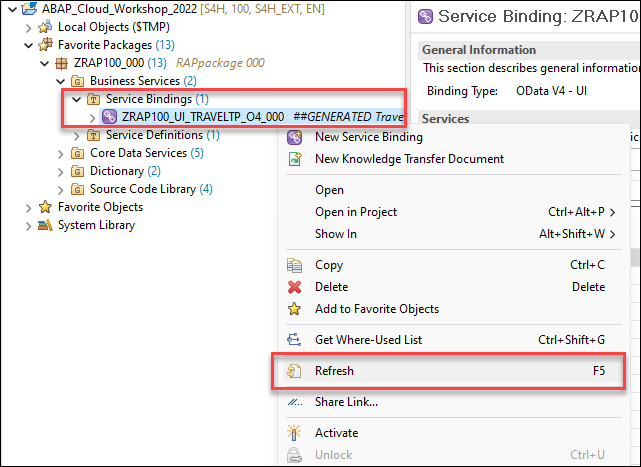 ABAP_Cloud_Workshop_2022 [S4H, 100, S4H_EXT, EN]
Local Objects ($TMP)
Favorite Packages (13)
ZRAP100_000 (13) RAPpackage 000
Business Services (2)
Service Bindings (1)
ZRAP100_UI_TRAVELTP_O4_000 ##GENERATED Trave
Service Definitions (1)
Core Data Services (5)
Dictionary (2)
Source Code Library (4)
Favorite Objects
System Library
Service Binding: ZRAP
General Information
This section describes general informatio
Binding Type: OData V4 - UI
Services
New Service Binding
New Knowledge Transfer Document
Open
Open in Project Ctrl+Alt+P >
Show In Alt+Shift+W >
Copy Ctrl+C
Delete Delete
Add to Favorite Objects
Get Where-Used List Ctrl+Shift+G
Refresh F5
Share Link...
Activate
Unlock Ctrl+U